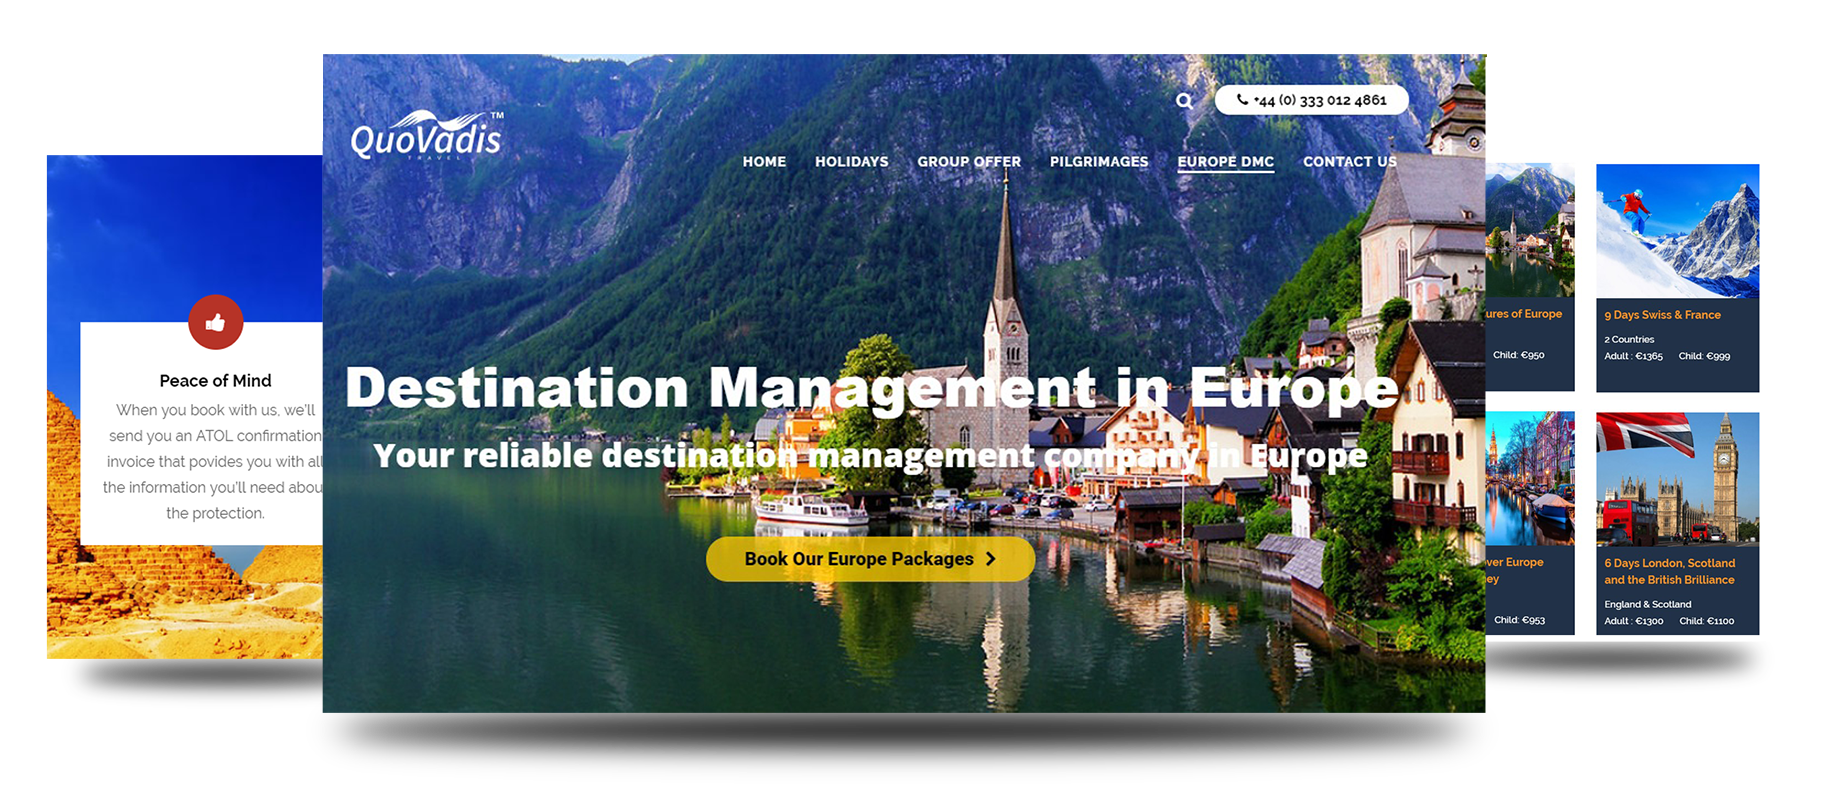 QuoVadis™
TRAVEL
+44 (0) 333 012 4861
HOME HOLIDAYS GROUP OFFER PILGRIMAGES EUROPE DMC CONTACT US
Destination Management in Europe
Your reliable destination management company in Europe
Book Our Europe Packages
Peace of Mind
When you book with us, we'll
send you an ATOL confirmation
invoice that povides you with all
the information you'll need abou
the protection.
ures of Europe
Child: €950
9 Days Swiss & France
2 Countries
Adult : €1365 Child: €999
ver Europe
ey
Child: €953
6 Days London, Scotland
and the British Brilliance
England & Scotland
Adult : €1300 Child: €1100